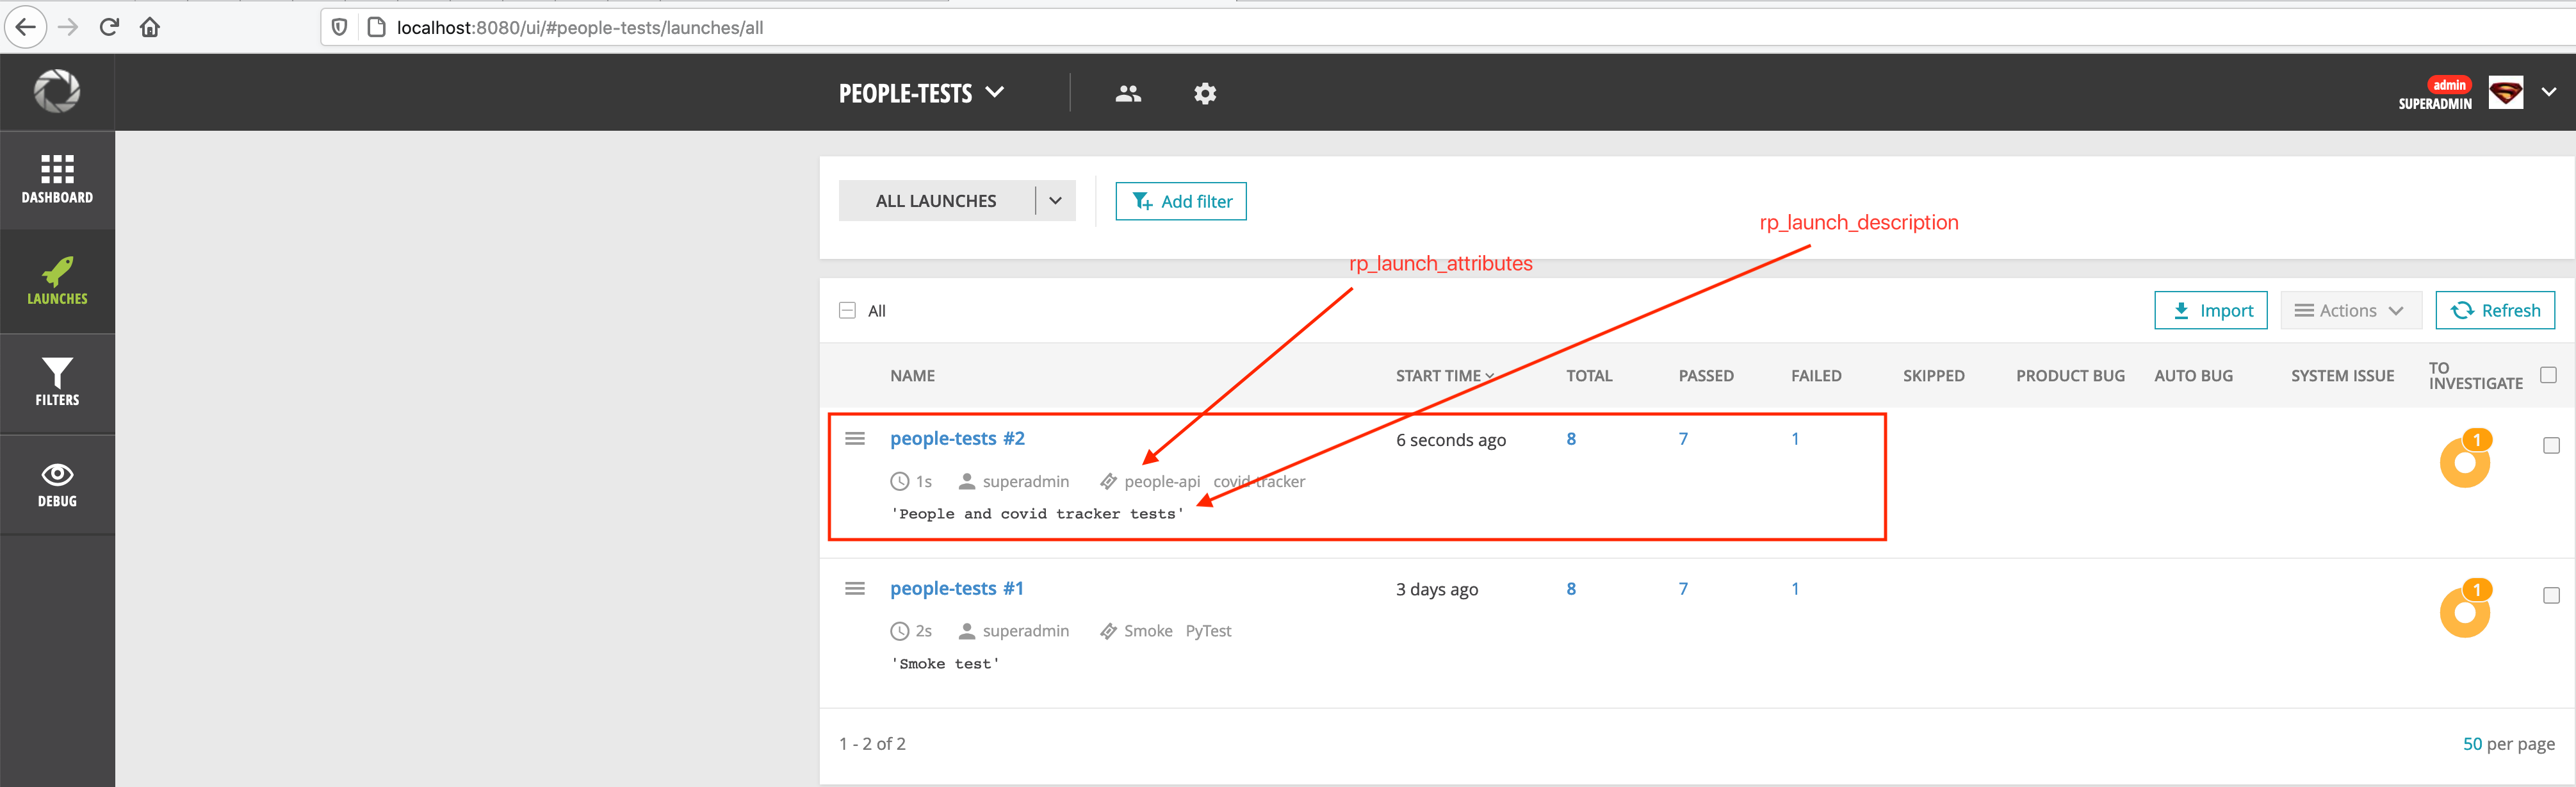 localhost:8080/ui/#people-tests/launches/all
PEOPLE-TESTS
admin
SUPERADMIN
DASHBOARD
LAUNCHES
FILTERS
DEBUG
ALL LAUNCHES
Add filter
rp_launch_description
rp_launch_attributes
All
Import
Actions
Refresh
NAME START TIME TOTAL PASSED FAILED SKIPPED PRODUCT BUG AUTO BUG SYSTEM ISSUE TO INVESTIGATE
people-tests #2 6 seconds ago 8 7 1 1
1s superadmin people-api covid tracker
'People and covid tracker tests'
people-tests #1 3 days ago 8 7 1 1
2s superadmin Smoke PyTest
'Smoke test'
1 - 2 of 2
50 per page